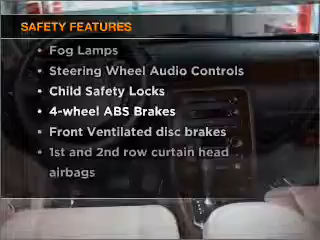 SAFETY FEATURES
• Fog Lamps
• Steering Wheel Audio Controls
• Child Safety Locks
• 4-wheel ABS Brakes
• Front Ventilated disc brakes
• 1st and 2nd row curtain head
airbags